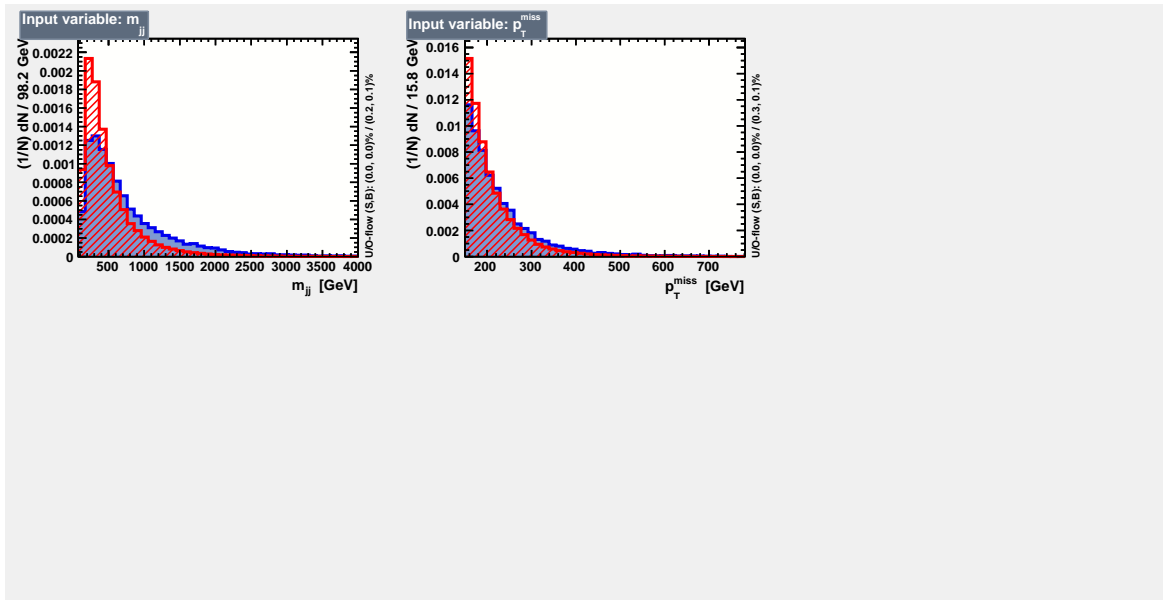 Input variable: m_jj
(1/N) dN / 98.2 GeV
0.0022
0.002
0.0018
0.0016
0.0014
0.0012
0.001
0.0008
0.0006
0.0004
0.0002
0
500 1000 1500 2000 2500 3000 3500 4000
m_jj [GeV]
U/O-flow (S,B): (0.0, 0.0)% / (0.2, 0.1)%
Input variable: p_T^miss
(1/N) dN / 15.8 GeV
0.016
0.014
0.012
0.01
0.008
0.006
0.004
0.002
0
200 300 400 500 600 700
p_T^miss [GeV]
U/O-flow (S,B): (0.0, 0.0)% / (0.3, 0.1)%